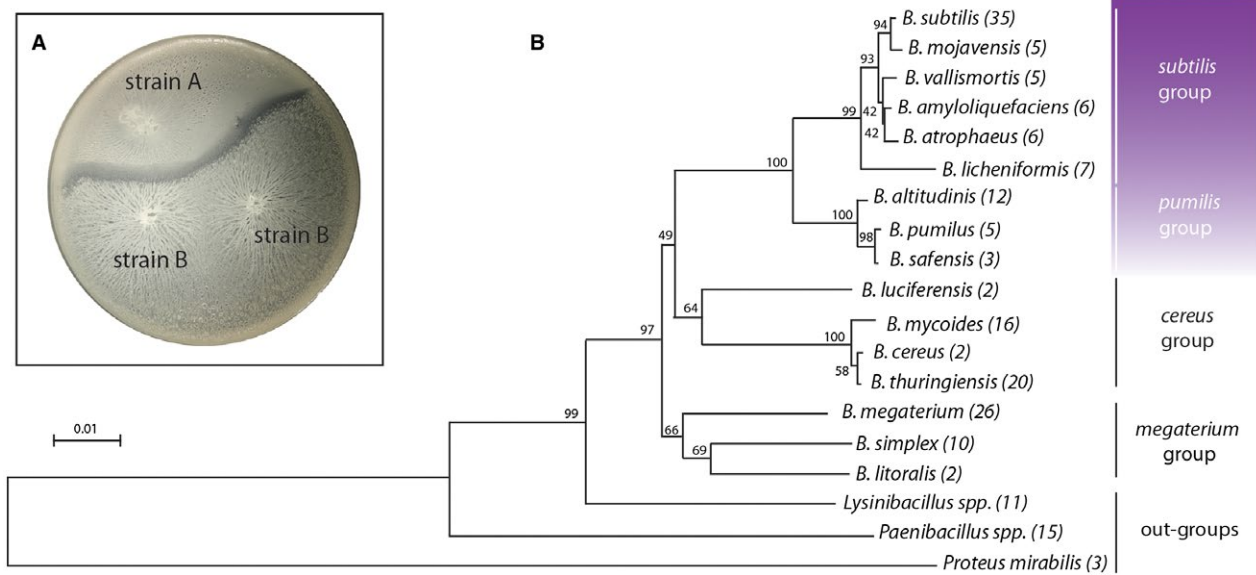 A
strain A
strain B
strain B
0.01
B
94
93
99
42
42
100
100
98
49
64
100
58
97
66
69
99
B. subtilis (35)
B. mojavensis (5)
B. vallismortis (5)
B. amyloliquefaciens (6)
B. atrophaeus (6)
B. licheniformis (7)
B. altitudinis (12)
B. pumilus (5)
B. safensis (3)
B. luciferensis (2)
B. mycoides (16)
B. cereus (2)
B. thuringiensis (20)
B. megaterium (26)
B. simplex (10)
B. litoralis (2)
Lysinibacillus spp. (11)
Paenibacillus spp. (15)
Proteus mirabilis (3)
subtilis
group
pumilis
group
cereus
group
megaterium
group
out-groups